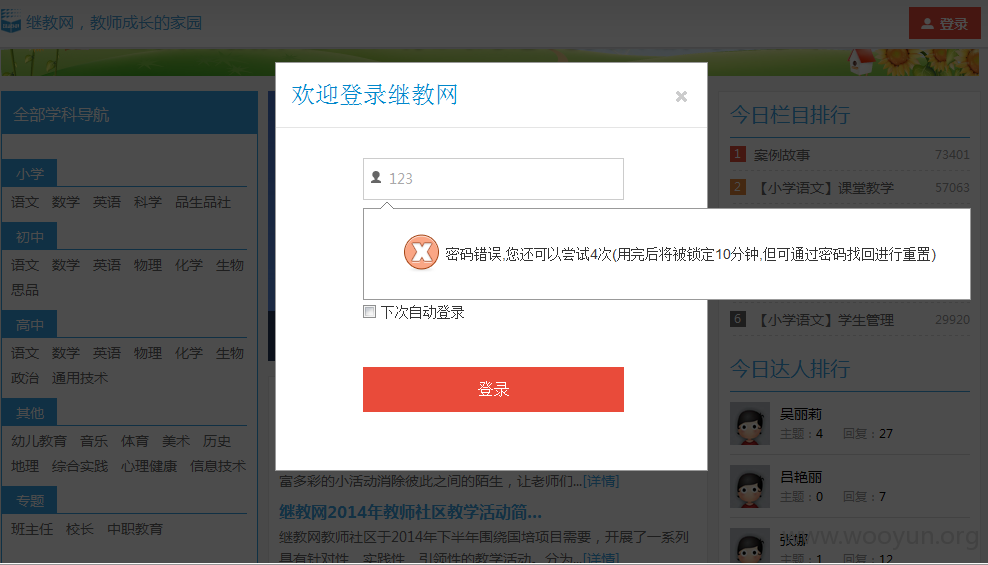 继教网，教师成长的家园
登录
全部学科导航
小学
语文 数学 英语 科学 品生品社
初中
语文 数学 英语 物理 化学 生物
思品
高中
语文 数学 英语 物理 化学 生物
政治 通用技术
其他
幼儿教育 音乐 体育 美术 历史
地理 综合实践 心理健康 信息技术
专题
班主任 校长 中职教育
欢迎登录继教网
×
123
密码错误,您还可以尝试4次(用完后将被锁定10分钟,但可通过密码找回进行重置)
下次自动登录
登录
富多彩的小活动消除彼此之间的陌生，让老师们...[详情]
继教网2014年教师社区教学活动简...
继教网教师社区于2014年下半年围绕国培项目需要，开展了一系列
具有针对性、实践性、引领性的教学活动。分为...[详情]
今日栏目排行
1 案例故事 73401
2 【小学语文】课堂教学 57063
6 【小学语文】学生管理 29920
今日达人排行
吴丽莉
主题：4 回复：27
吕艳丽
主题：0 回复：7
张娜
主题：1 回复：12
www.wooyun.org